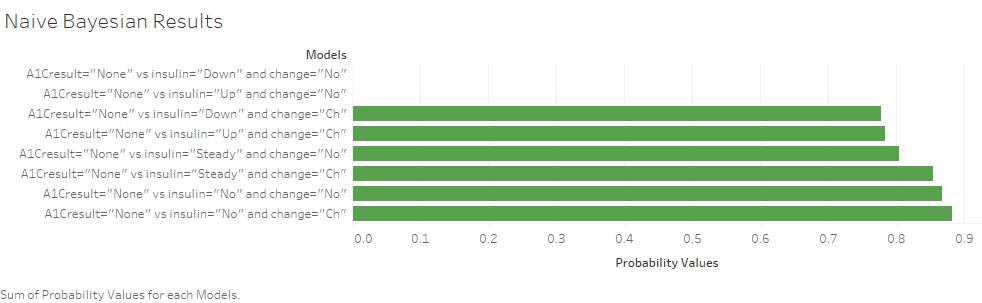 Naive Bayesian Results
Models
A1Cresult="None" vs insulin="Down" and change="No"
A1Cresult="None" vs insulin="Up" and change="No"
A1Cresult="None" vs insulin="Down" and change="Ch"
A1Cresult="None" vs insulin="Up" and change="Ch"
A1Cresult="None" vs insulin="Steady" and change="No"
A1Cresult="None" vs insulin="Steady" and change="Ch"
A1Cresult="None" vs insulin="No" and change="No"
A1Cresult="None" vs insulin="No" and change="Ch"
0.0 0.1 0.2 0.3 0.4 0.5 0.6 0.7 0.8 0.9
Probability Values
Sum of Probability Values for each Models.